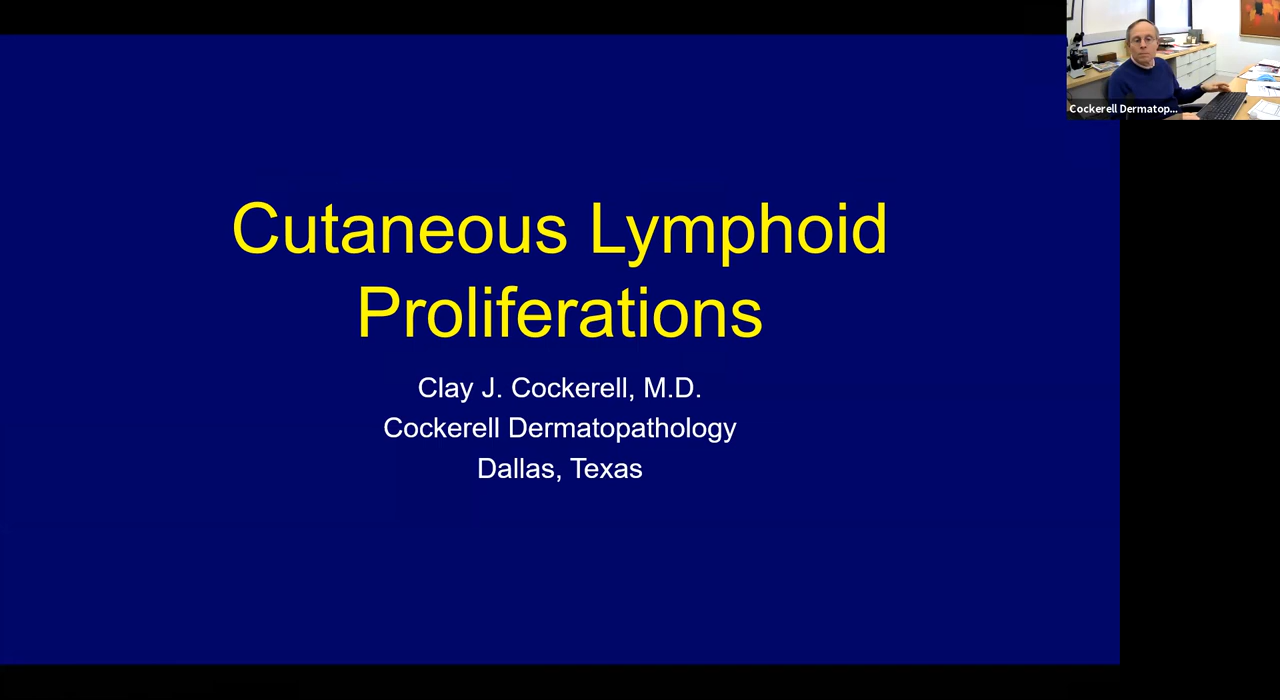 Cutaneous Lymphoid
Proliferations
Clay J. Cockerell, M.D.
Cockerell Dermatopathology
Dallas, Texas
Cockerell Dermatop...